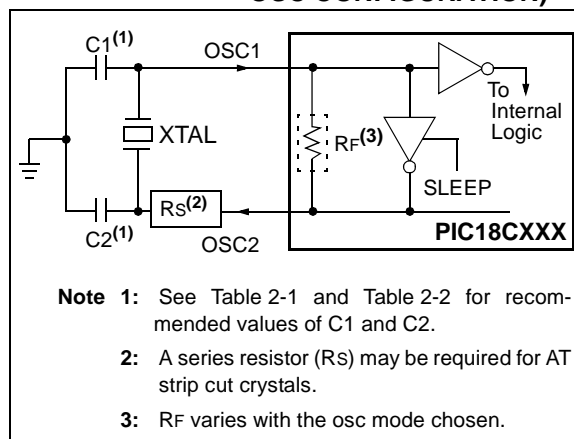 C1(1)
OSC1
To
Internal
Logic
XTAL
RF(3)
SLEEP
RS(2)
C2(1)
OSC2
PIC18CXXX
Note 1: See Table 2-1 and Table 2-2 for recom-
mended values of C1 and C2.
2: A series resistor (RS) may be required for AT
strip cut crystals.
3: RF varies with the osc mode chosen.